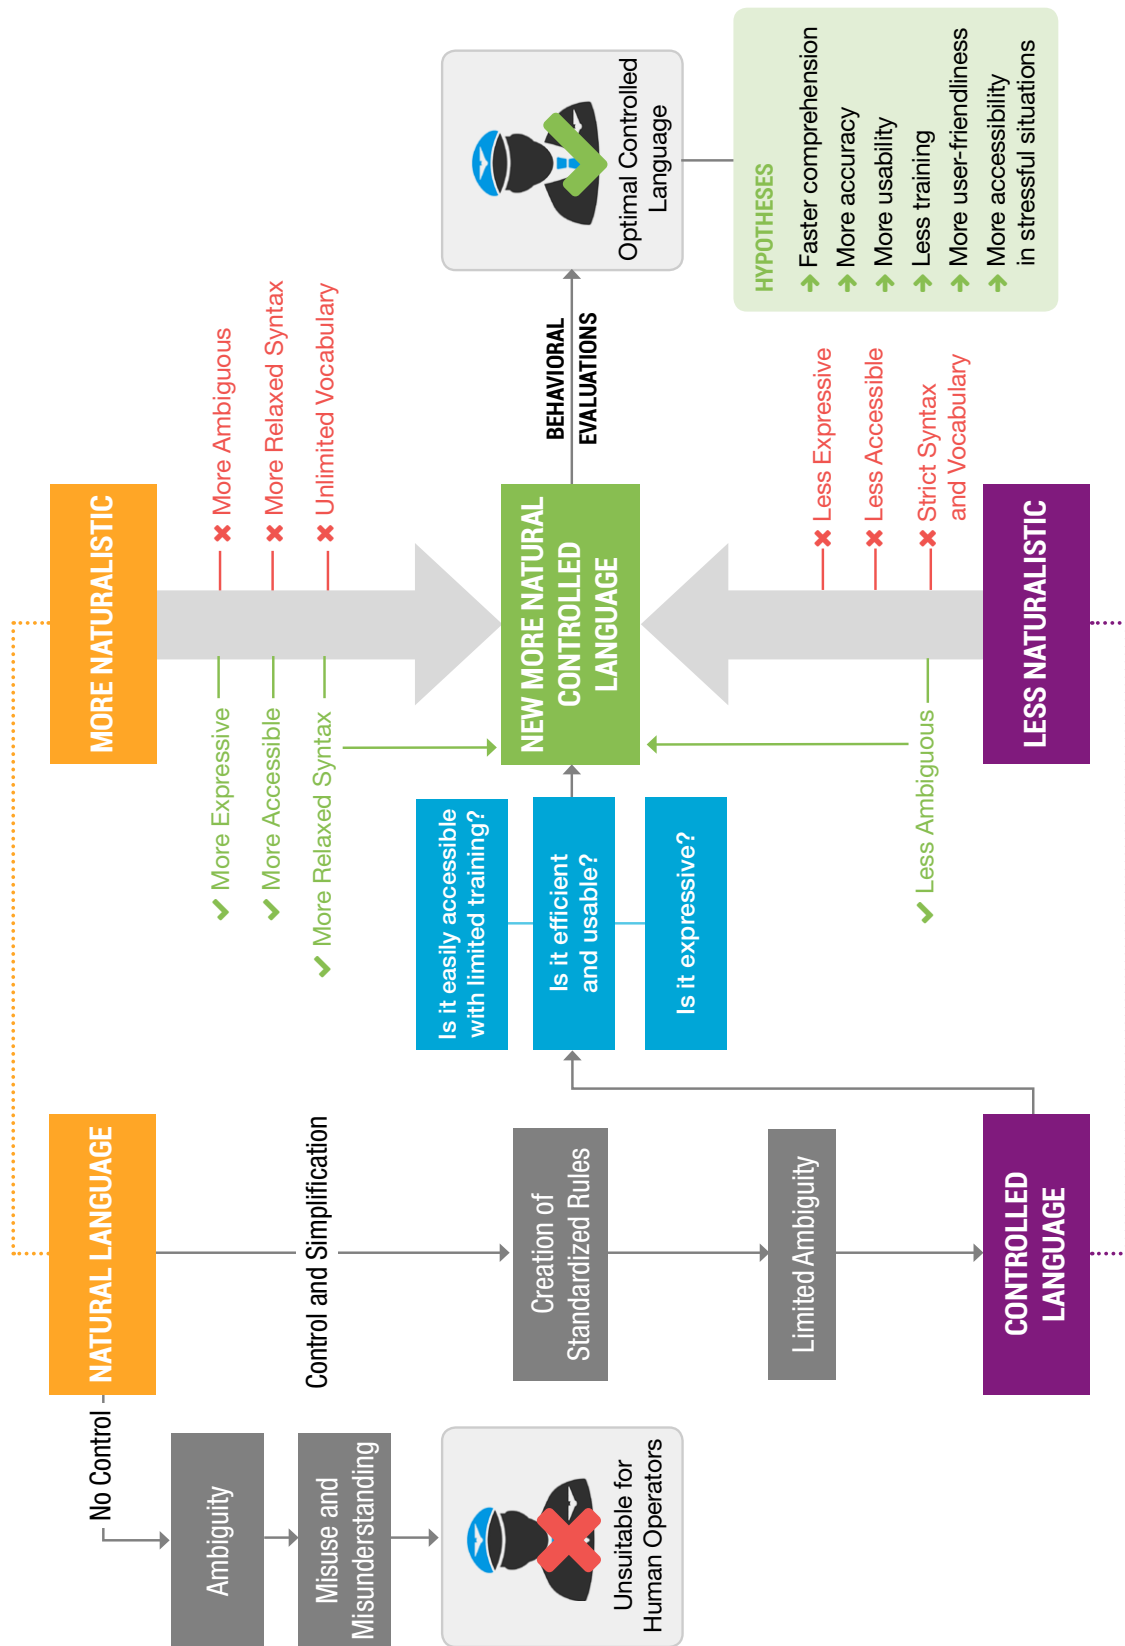 No Control
NATURAL LANGUAGE
Ambiguity
Misuse and
Misunderstanding
Unsuitable for
Human Operators
Control and Simplification
Creation of
Standardized Rules
Limited Ambiguity
CONTROLLED
LANGUAGE
Is it easily accessible
with limited training?
Is it efficient
and usable?
Is it expressive?
MORE NATURALISTIC
More Expressive
More Accessible
More Relaxed Syntax
More Ambiguous
More Relaxed Syntax
Unlimited Vocabulary
NEW MORE NATURAL
CONTROLLED
LANGUAGE
Less Ambiguous
Less Expressive
Less Accessible
Strict Syntax
and Vocabulary
LESS NATURALISTIC
BEHAVIORAL
EVALUATIONS
Optimal Controlled
Language
HYPOTHESES
Faster comprehension
More accuracy
More usability
Less training
More user-friendliness
More accessibility
in stressful situations